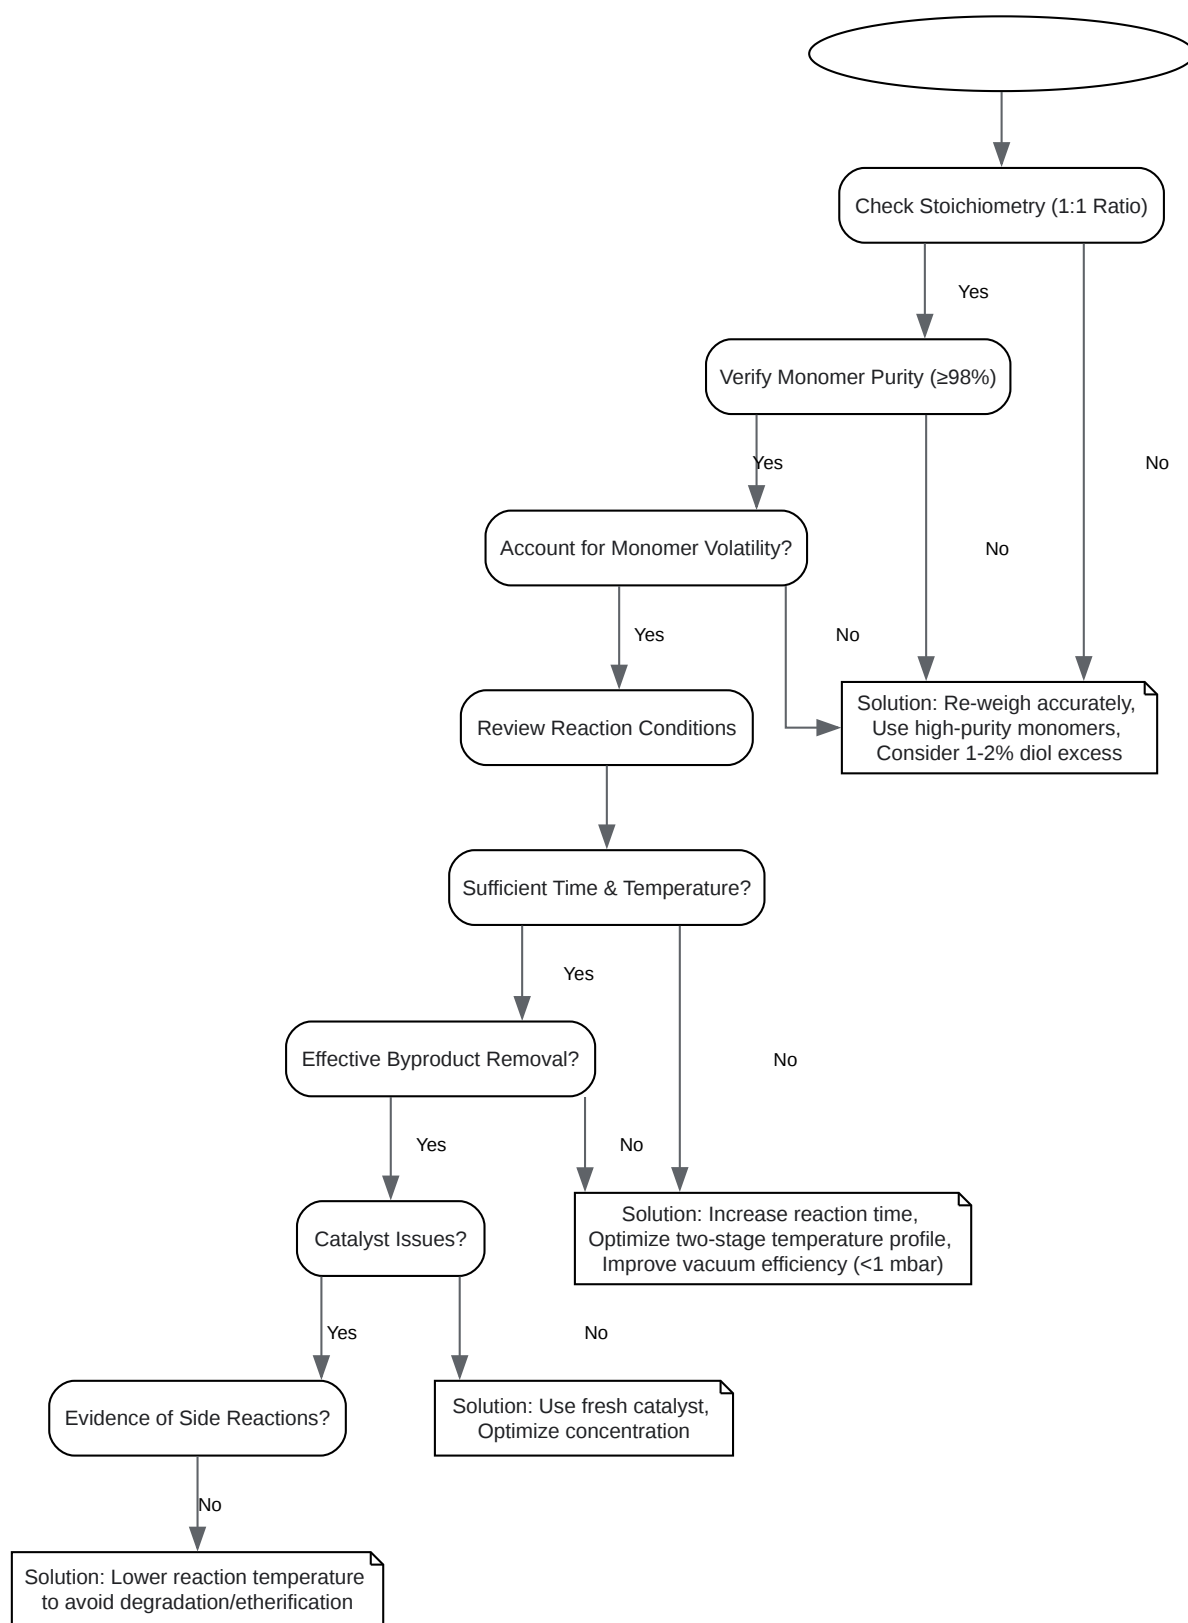 Check Stoichiometry (1:1 Ratio)
Yes
Verify Monomer Purity (≥98%)
Yes
No
Account for Monomer Volatility?
No
Yes
No
Solution: Re-weigh accurately,
Use high-purity monomers,
Consider 1-2% diol excess
Review Reaction Conditions
Sufficient Time & Temperature?
Yes
Effective Byproduct Removal?
No
Yes
No
Solution: Increase reaction time,
Optimize two-stage temperature profile,
Improve vacuum efficiency (<1 mbar)
Catalyst Issues?
Yes
No
Evidence of Side Reactions?
Solution: Use fresh catalyst,
Optimize concentration
No
Solution: Lower reaction temperature
to avoid degradation/etherification